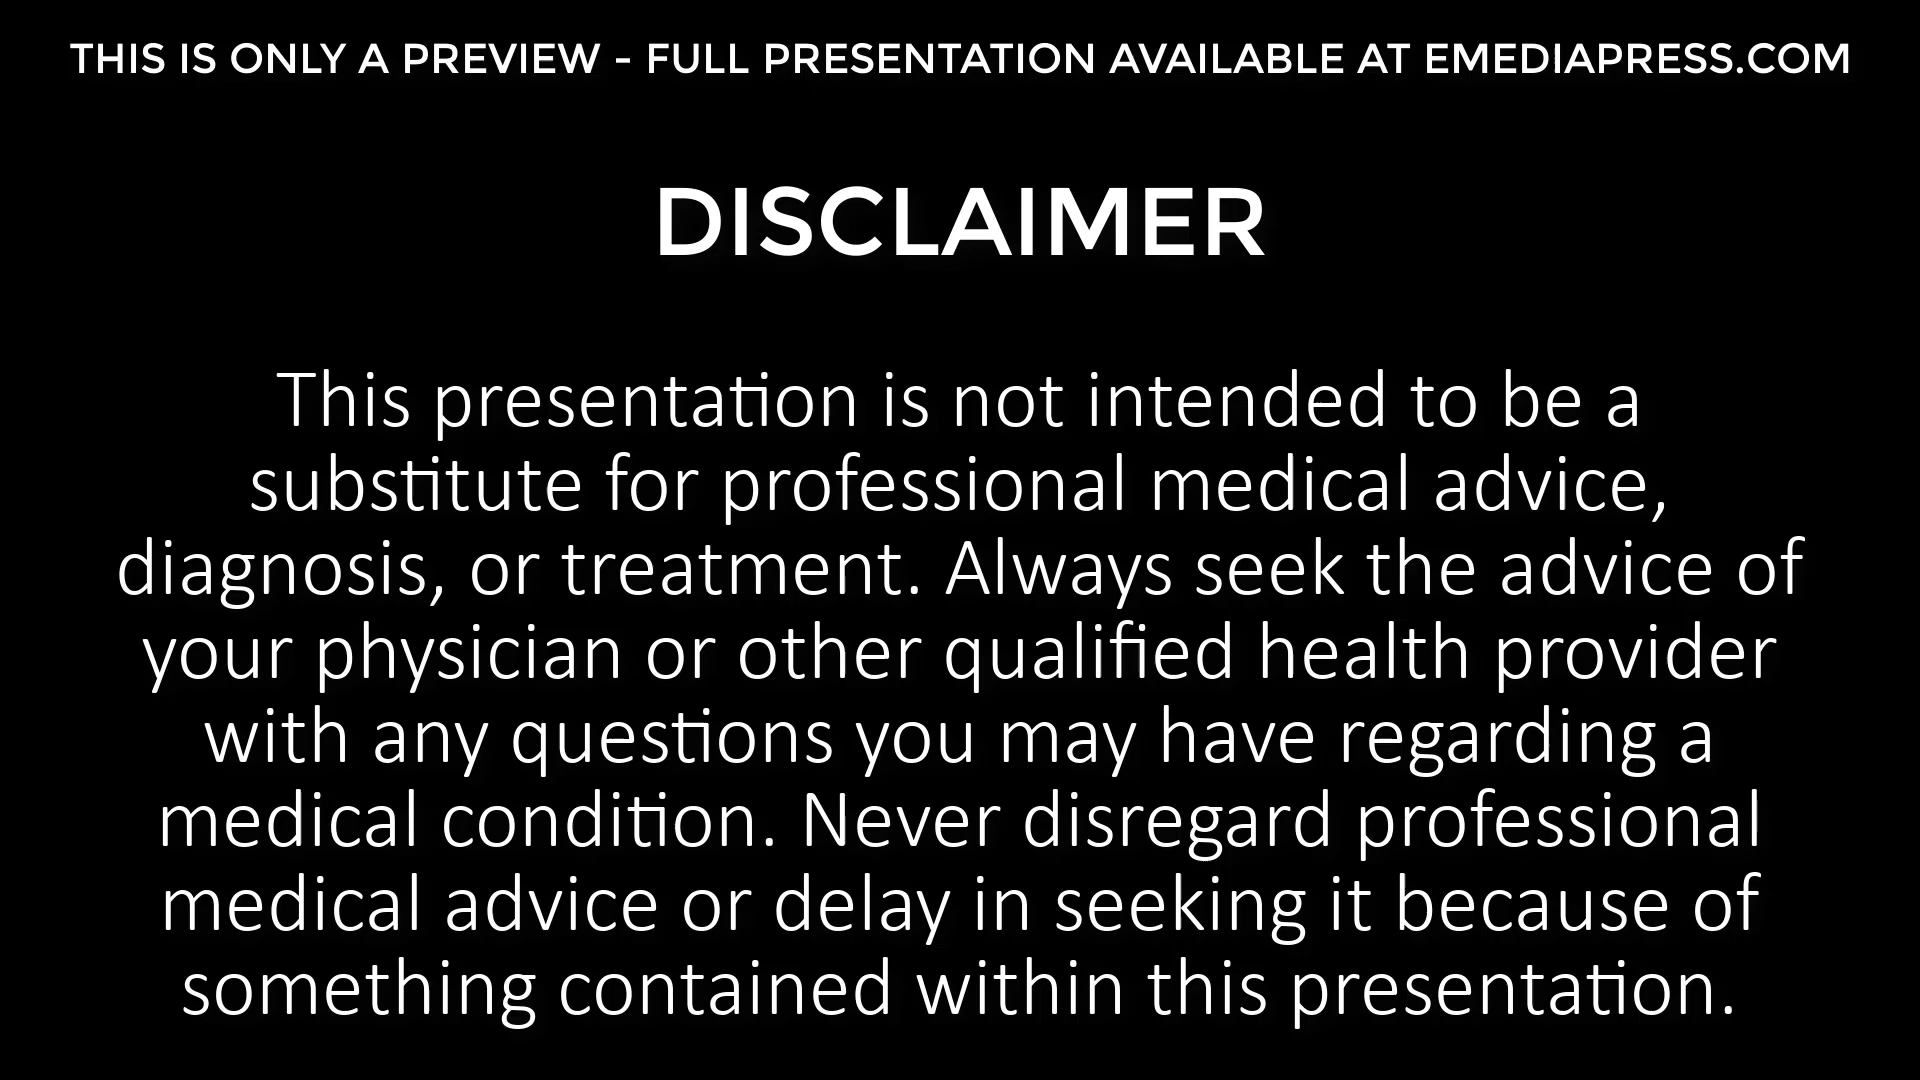 THIS IS ONLY A PREVIEW - FULL PRESENTATION AVAILABLE AT EMEDIAPRESS.COM
DISCLAIMER
This presentation is not intended to be a
substitute for professional medical advice,
diagnosis, or treatment. Always seek the advice of
your physician or other qualified health provider
with any questions you may have regarding a
medical condition. Never disregard professional
medical advice or delay in seeking it because of
something contained within this presentation.